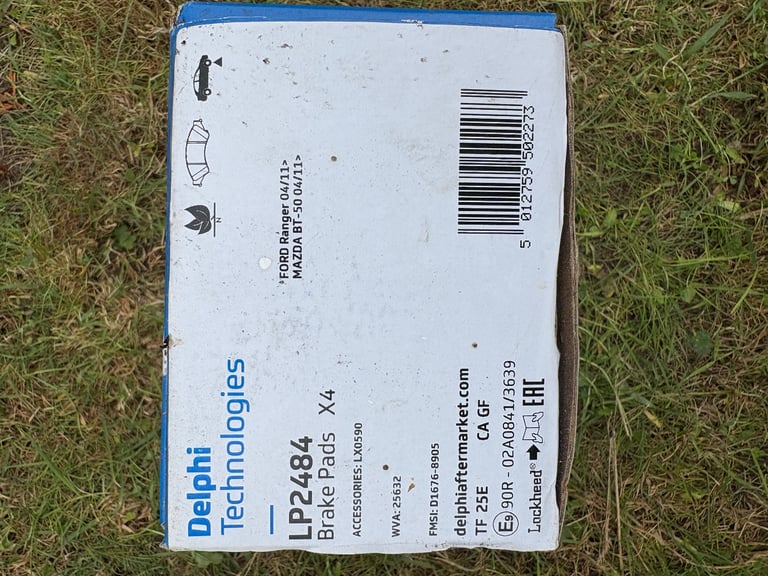 Delphi
Technologies
LP2484
Brake Pads X4
ACCESSORIES: LX0590
WVA: 25632
FMSI: D1676-8905
delphiaftermarket.com
TF 25E CA GF
E9 90R - 02A0841/3639
Lockheed® EAC
*FORD Ranger 04/11>
MAZDA BT-50 04/11>
N
5 012759 502273